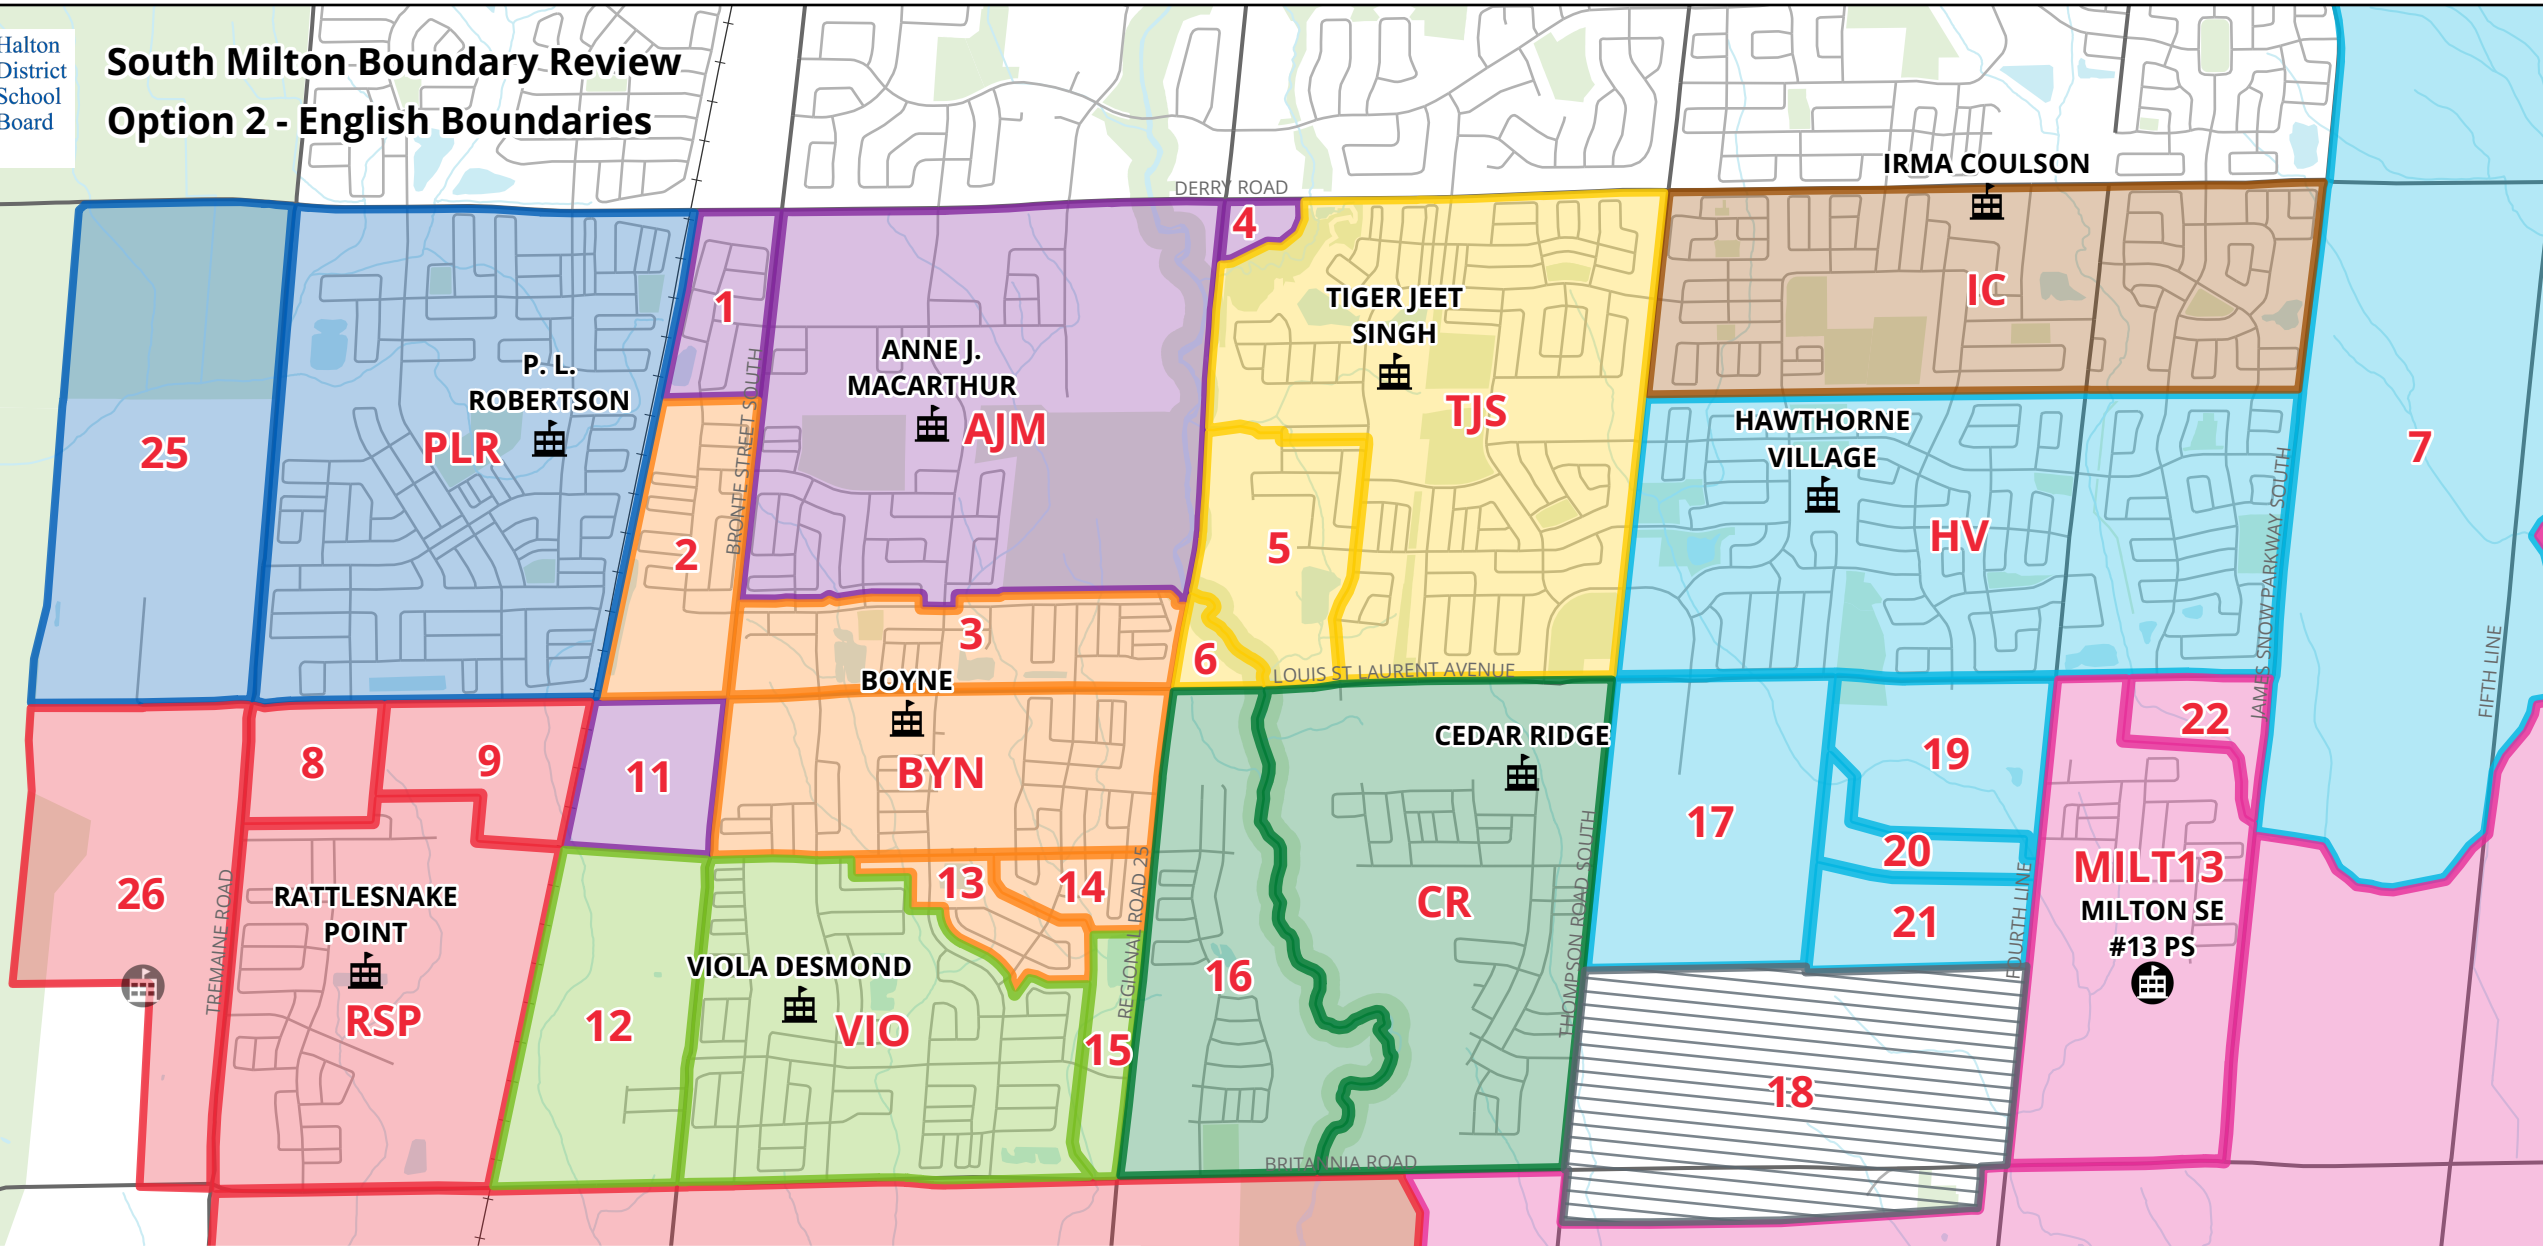 Halton
District
School
Board
South Milton Boundary Review
Option 2 - English Boundaries
DERRY ROAD
IRMA COULSON
4
1
IC
TIGER JEET
SINGH
ANNE J.
MACARTHUR
P. L.
ROBERTSON
TJS
AJM
HAWTHORNE
VILLAGE
25
PLR
7
BRONTE STREET SOUTH
2
5
HV
JAMES SNOW PARKWAY SOUTH
3
6
LOUIS ST LAURENT AVENUE
FIFTH LINE
BOYNE
CEDAR RIDGE
22
8
9
11
BYN
19
17
20
MILT13
MILTON SE
#13 PS
26
TREMAINE ROAD
RATTLESNAKE
POINT
13
14
REGIONAL ROAD 25
CR
THOMPSON ROAD SOUTH
21
FOURTH LINE
VIOLA DESMOND
16
RSP
12
VIO
15
18
BRITANNIA ROAD